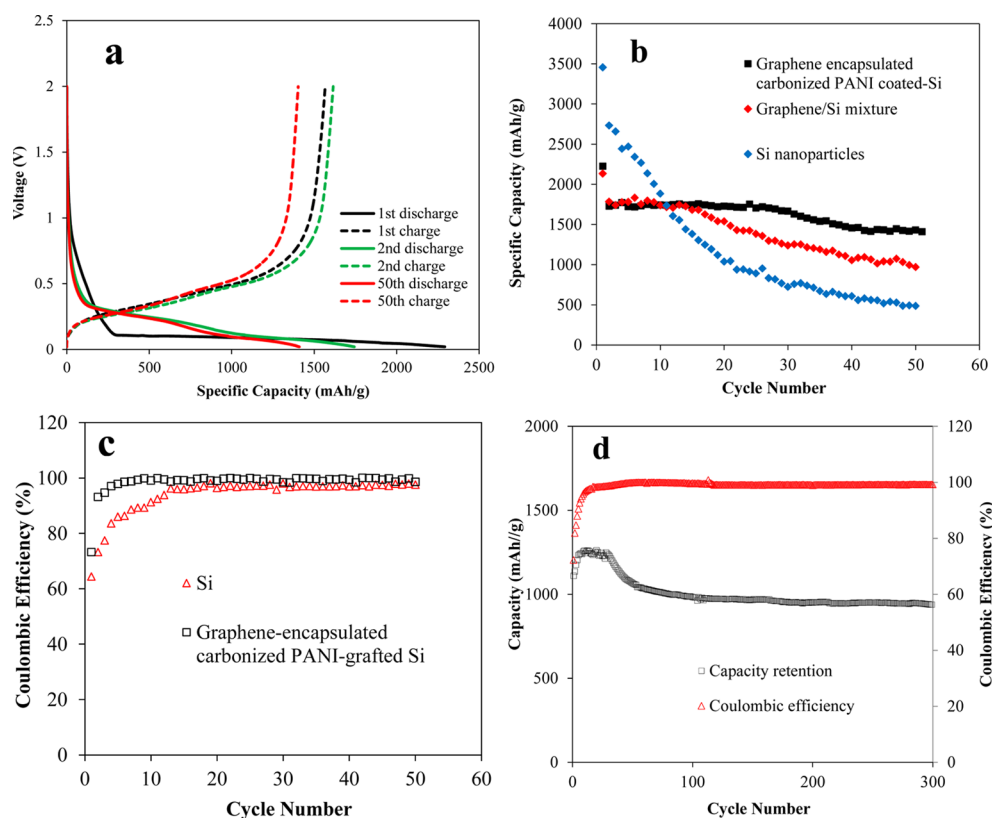 a
2.5
2
1.5
1
0.5
0
0
500
1000
1500
2000
2500
Voltage (V)
Specific Capacity (mAh/g)
1st discharge
1st charge
2nd discharge
2nd charge
50th discharge
50th charge
b
4000
3500
3000
2500
2000
1500
1000
500
0
0
10
20
30
40
50
60
Specific Capacity (mAh/g)
Cycle Number
Graphene encapsulated
carbonized PANI coated-Si
Graphene/Si mixture
Si nanoparticles
c
120
100
80
60
40
20
0
0
10
20
30
40
50
60
Coulombic Efficiency (%)
Cycle Number
Si
Graphene-encapsulated
carbonized PANI-grafted Si
d
2000
1500
1000
500
0
0
100
200
300
120
100
80
60
40
20
0
Capacity (mAh//g)
Coulombic Efficiency (%)
Cycle Number
Capacity retention
Coulombic efficiency